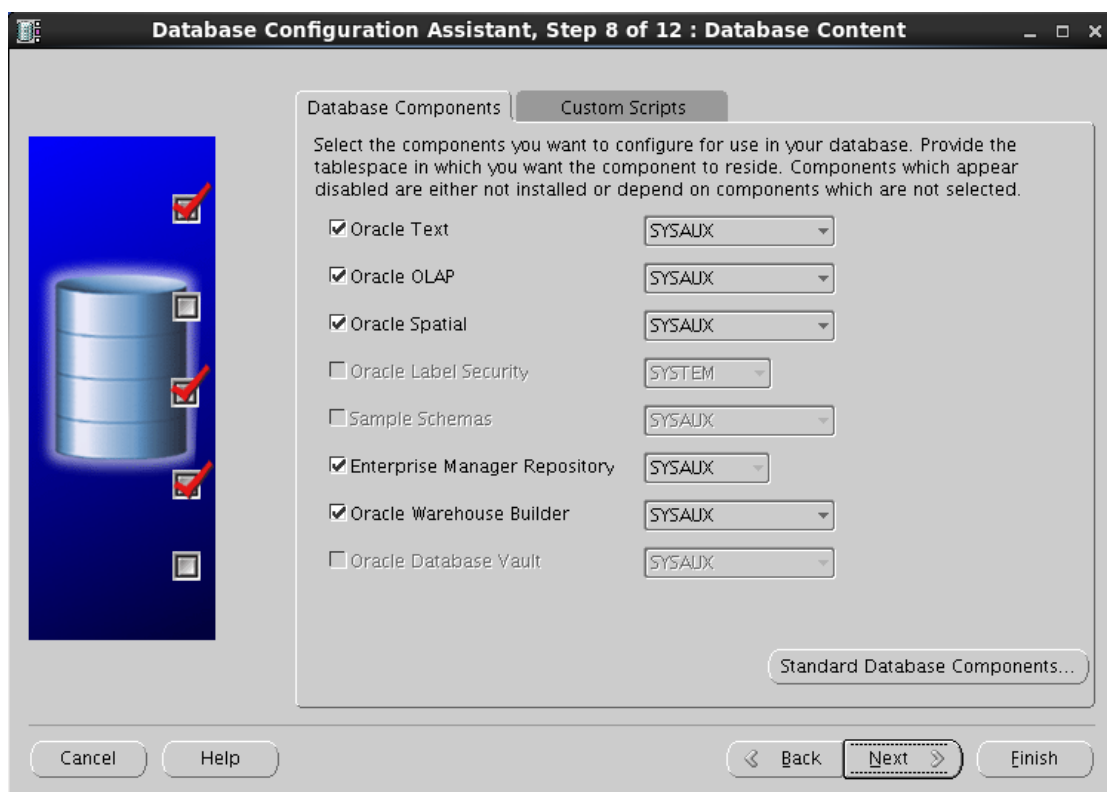 Database Configuration Assistant, Step 8 of 12 : Database Content
Database Components
Custom Scripts
Select the components you want to configure for use in your database. Provide the
tablespace in which you want the component to reside. Components which appear
disabled are either not installed or depend on components which are not selected.
Oracle Text SYSAUX
Oracle OLAP SYSAUX
Oracle Spatial SYSAUX
Oracle Label Security SYSTEM
Sample Schemas SYSAUX
Enterprise Manager Repository SYSAUX
Oracle Warehouse Builder SYSAUX
Oracle Database Vault SYSAUX
Standard Database Components...
Cancel Help Back Next Finish